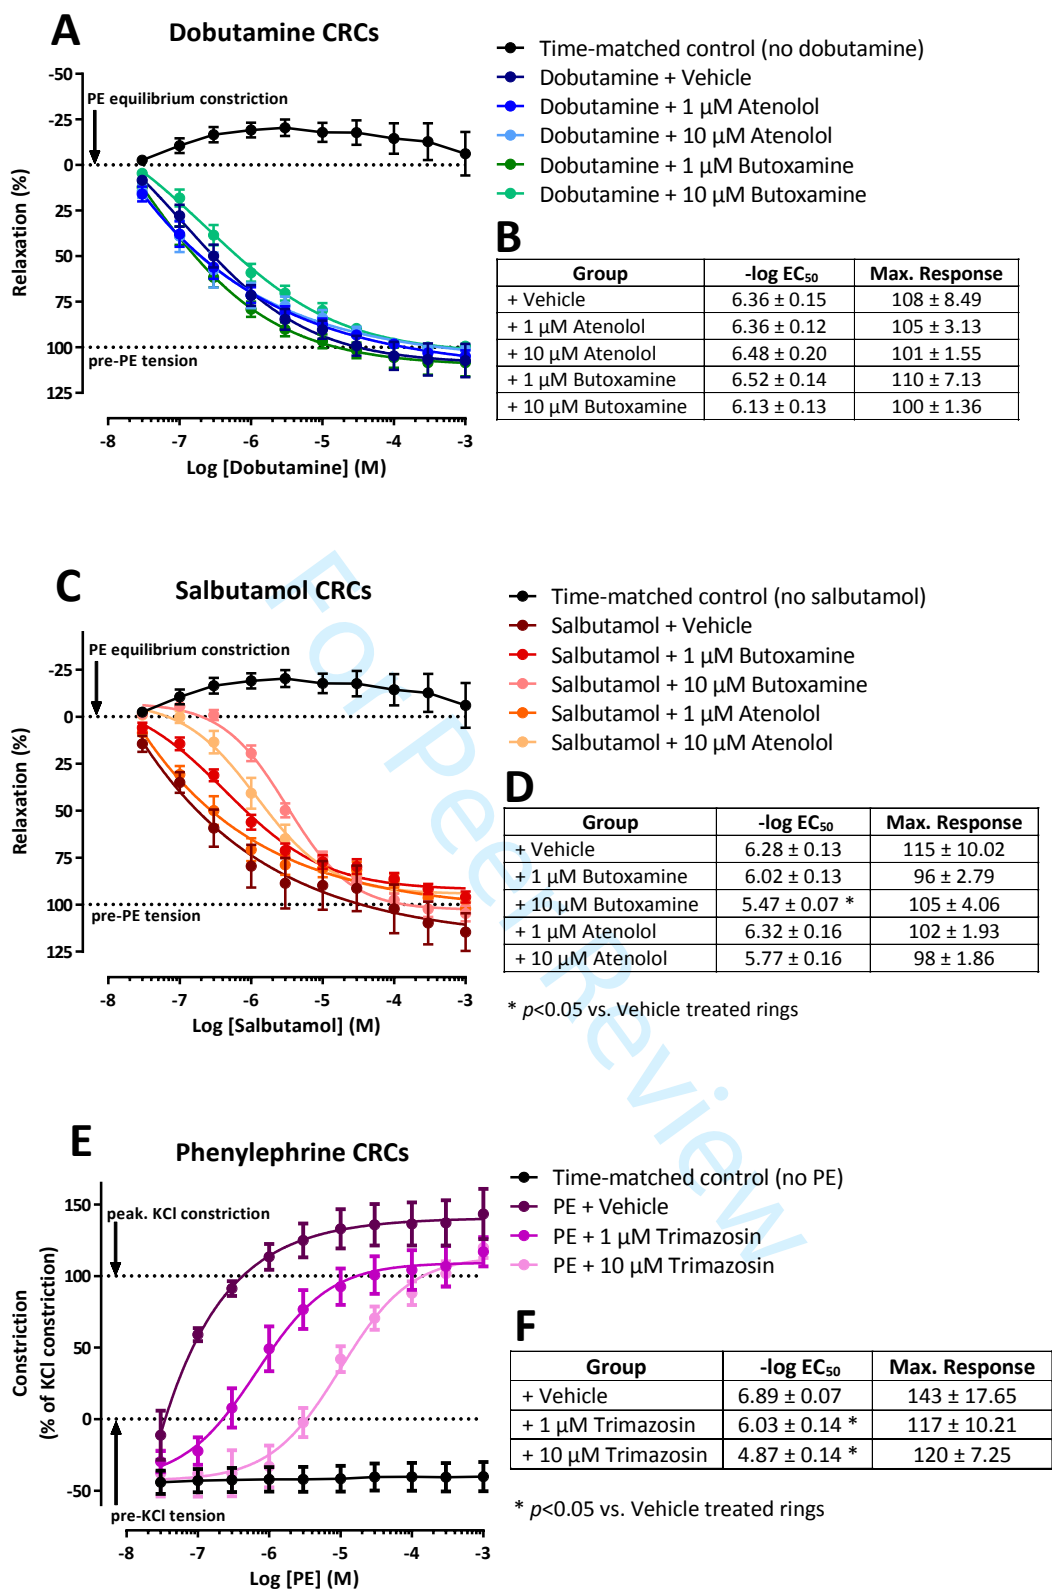 A
Dobutamine CRCs
-50
-25
0
25
50
75
100
125
Relaxation (%)
PE equilibrium constriction
pre-PE tension
-8 -7 -6 -5 -4 -3
Log [Dobutamine] (M)
Time-matched control (no dobutamine)
Dobutamine + Vehicle
Dobutamine + 1 µM Atenolol
Dobutamine + 10 µM Atenolol
Dobutamine + 1 µM Butoxamine
Dobutamine + 10 µM Butoxamine
B
Group -log EC₅₀ Max. Response
+ Vehicle 6.36 ± 0.15 108 ± 8.49
+ 1 µM Atenolol 6.36 ± 0.12 105 ± 3.13
+ 10 µM Atenolol 6.48 ± 0.20 101 ± 1.55
+ 1 µM Butoxamine 6.52 ± 0.14 110 ± 7.13
+ 10 µM Butoxamine 6.13 ± 0.13 100 ± 1.36
C
Salbutamol CRCs
PE equilibrium constriction
-25
0
25
50
75
100
125
Relaxation (%)
pre-PE tension
-8 -7 -6 -5 -4 -3
Log [Salbutamol] (M)
Time-matched control (no salbutamol)
Salbutamol + Vehicle
Salbutamol + 1 µM Butoxamine
Salbutamol + 10 µM Butoxamine
Salbutamol + 1 µM Atenolol
Salbutamol + 10 µM Atenolol
D
Group -log EC₅₀ Max. Response
+ Vehicle 6.28 ± 0.13 115 ± 10.02
+ 1 µM Butoxamine 6.02 ± 0.13 96 ± 2.79
+ 10 µM Butoxamine 5.47 ± 0.07 * 105 ± 4.06
+ 1 µM Atenolol 6.32 ± 0.16 102 ± 1.93
+ 10 µM Atenolol 5.77 ± 0.16 98 ± 1.86
* p<0.05 vs. Vehicle treated rings
For Peer Review
E
Phenylephrine CRCs
150
100
50
0
-50
Constriction
(% of KCl constriction)
peak. KCl constriction
pre-KCl tension
-8 -7 -6 -5 -4 -3
Log [PE] (M)
Time-matched control (no PE)
PE + Vehicle
PE + 1 µM Trimazosin
PE + 10 µM Trimazosin
F
Group -log EC₅₀ Max. Response
+ Vehicle 6.89 ± 0.07 143 ± 17.65
+ 1 µM Trimazosin 6.03 ± 0.14 * 117 ± 10.21
+ 10 µM Trimazosin 4.87 ± 0.14 * 120 ± 7.25
* p<0.05 vs. Vehicle treated rings